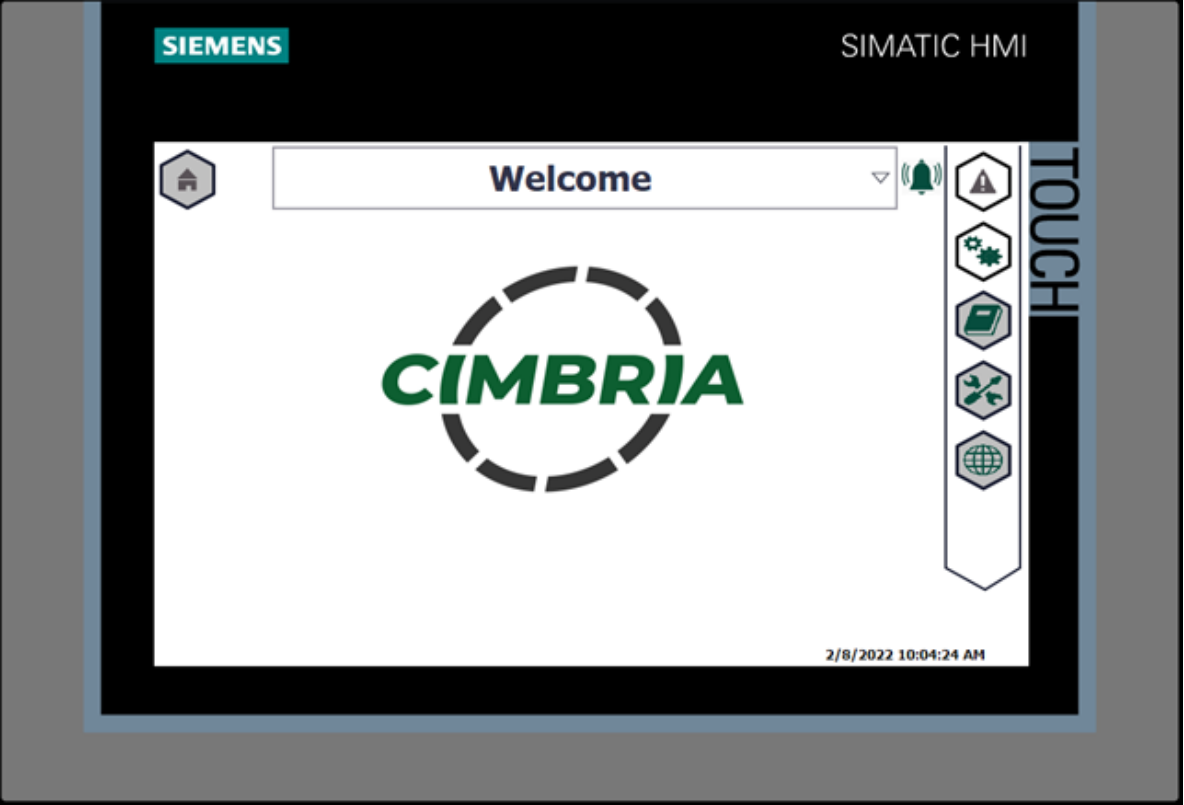 SIEMENS
SIMATIC HMI
TOUCH
Welcome
CIMBRIA
2/8/2022 10:04:24 AM